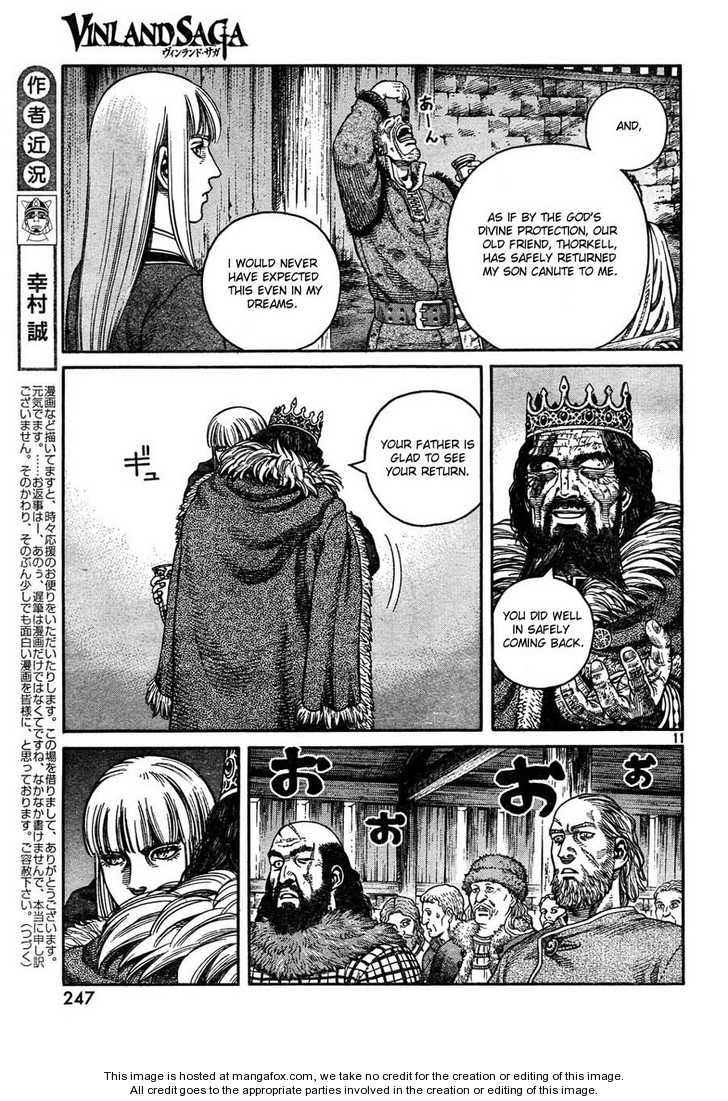 VINLAND SAGA
ヴィンランド・サガ
作者近況
幸村誠
漫画など描いてますと、時々応援のお便りをいただいたりします。この場を借りまして、ありがとうございます。
元気でます。……お返事はー、あのぅ、遅筆は漫画だけではなくてですね、なかなか書けませんで、本当に申し訳
ございません。そのかわり、そのぶん少しでも面白い漫画を皆様に、と思っております。ご容赦下さい。(つづく)
AND,
AS IF BY THE GOD'S
DIVINE PROTECTION, OUR
OLD FRIEND, THORKELL,
HAS SAFELY RETURNED
MY SON CANUTE TO ME.
あーん
I WOULD NEVER
HAVE EXPECTED
THIS EVEN IN MY
DREAMS.
YOUR FATHER IS
GLAD TO SEE
YOUR RETURN.
ギュ
YOU DID WELL
IN SAFELY
COMING BACK.
11
お
お
お
247
This image is hosted at mangafox.com, we take no credit for the creation or editing of this image.
All credit goes to the appropriate parties involved in the creation and editing of this image.